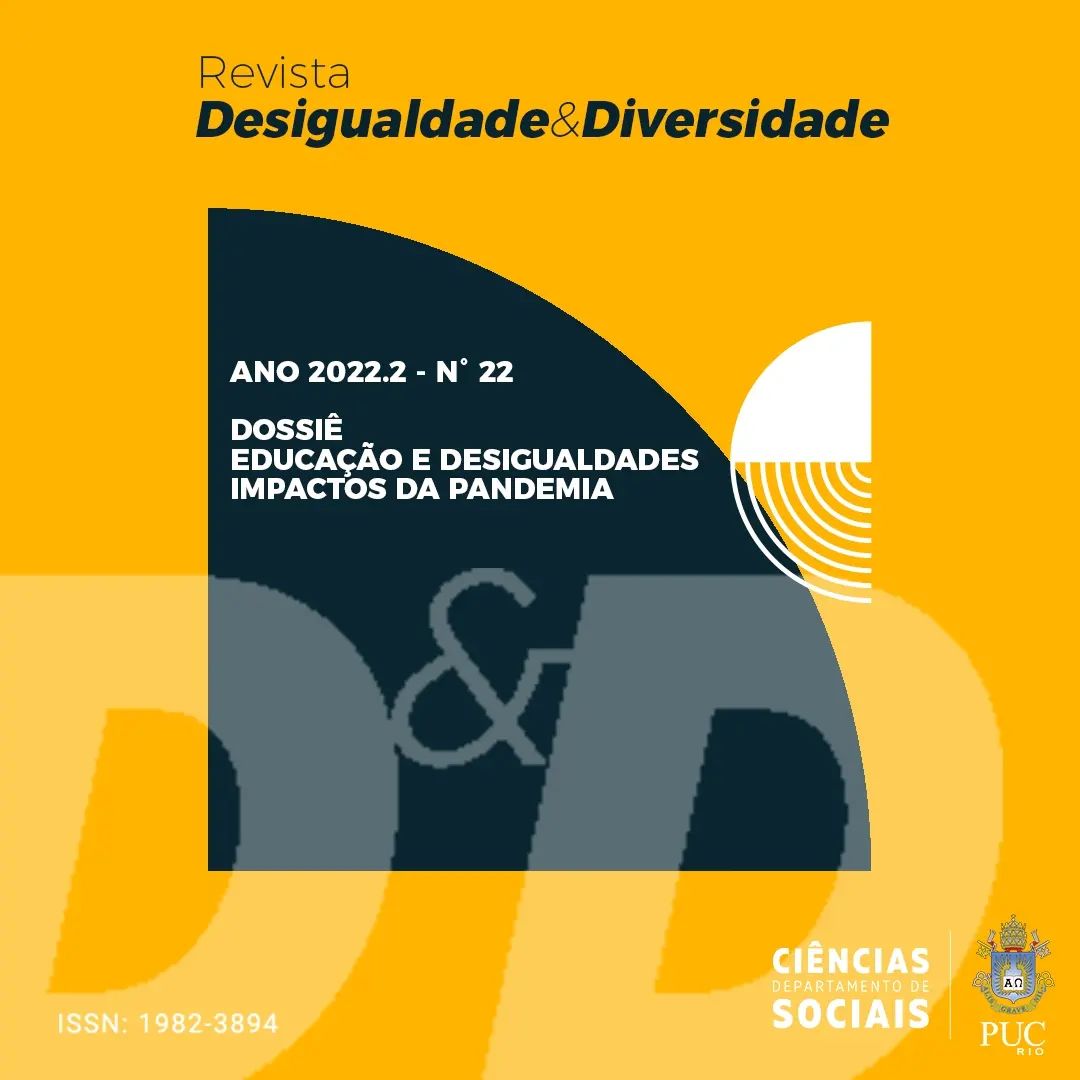 Revista
Desigualdade&Diversidade
ANO 2022.2 - N° 22
DOSSIÊ
EDUCAÇÃO E DESIGUALDADES
IMPACTOS DA PANDEMIA
D&D
CIÊNCIAS
DEPARTAMENTO DE
SOCIAIS
ΑΩ
PUC
RIO
ISSN: 1982-3894